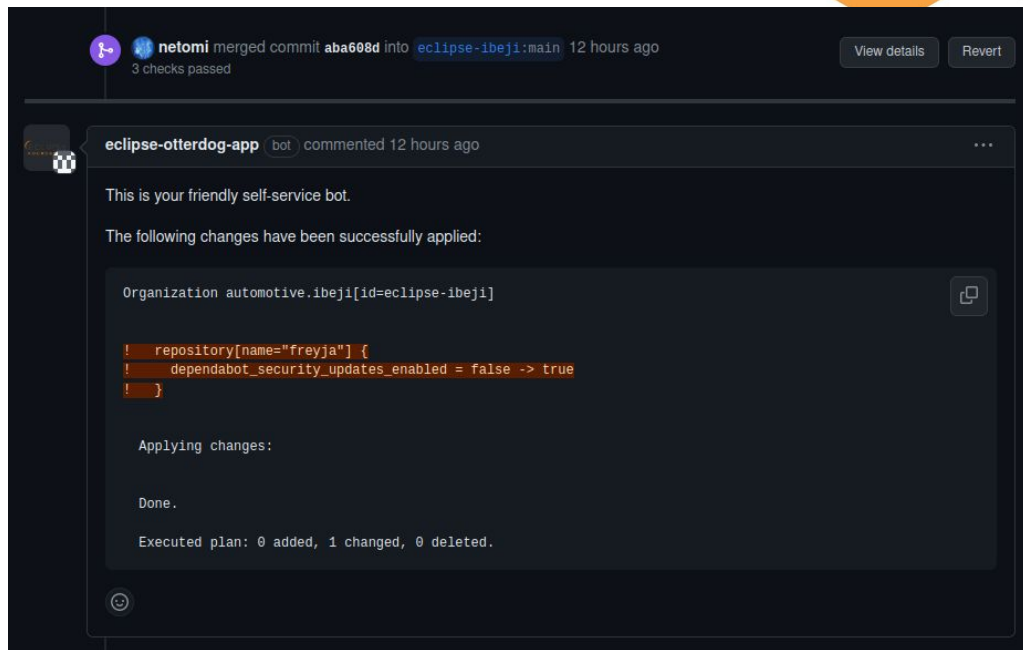 netomi merged commit aba608d into eclipse-ibeji:main 12 hours ago
View details
Revert
3 checks passed
eclipse-otterdog-app bot commented 12 hours ago
This is your friendly self-service bot.
The following changes have been successfully applied:
Organization automotive.ibeji[id=eclipse-ibeji]
!   repository[name="freyja"] {
!     dependabot_security_updates_enabled = false -> true
!   }
Applying changes:
Done.
Executed plan: 0 added, 1 changed, 0 deleted.